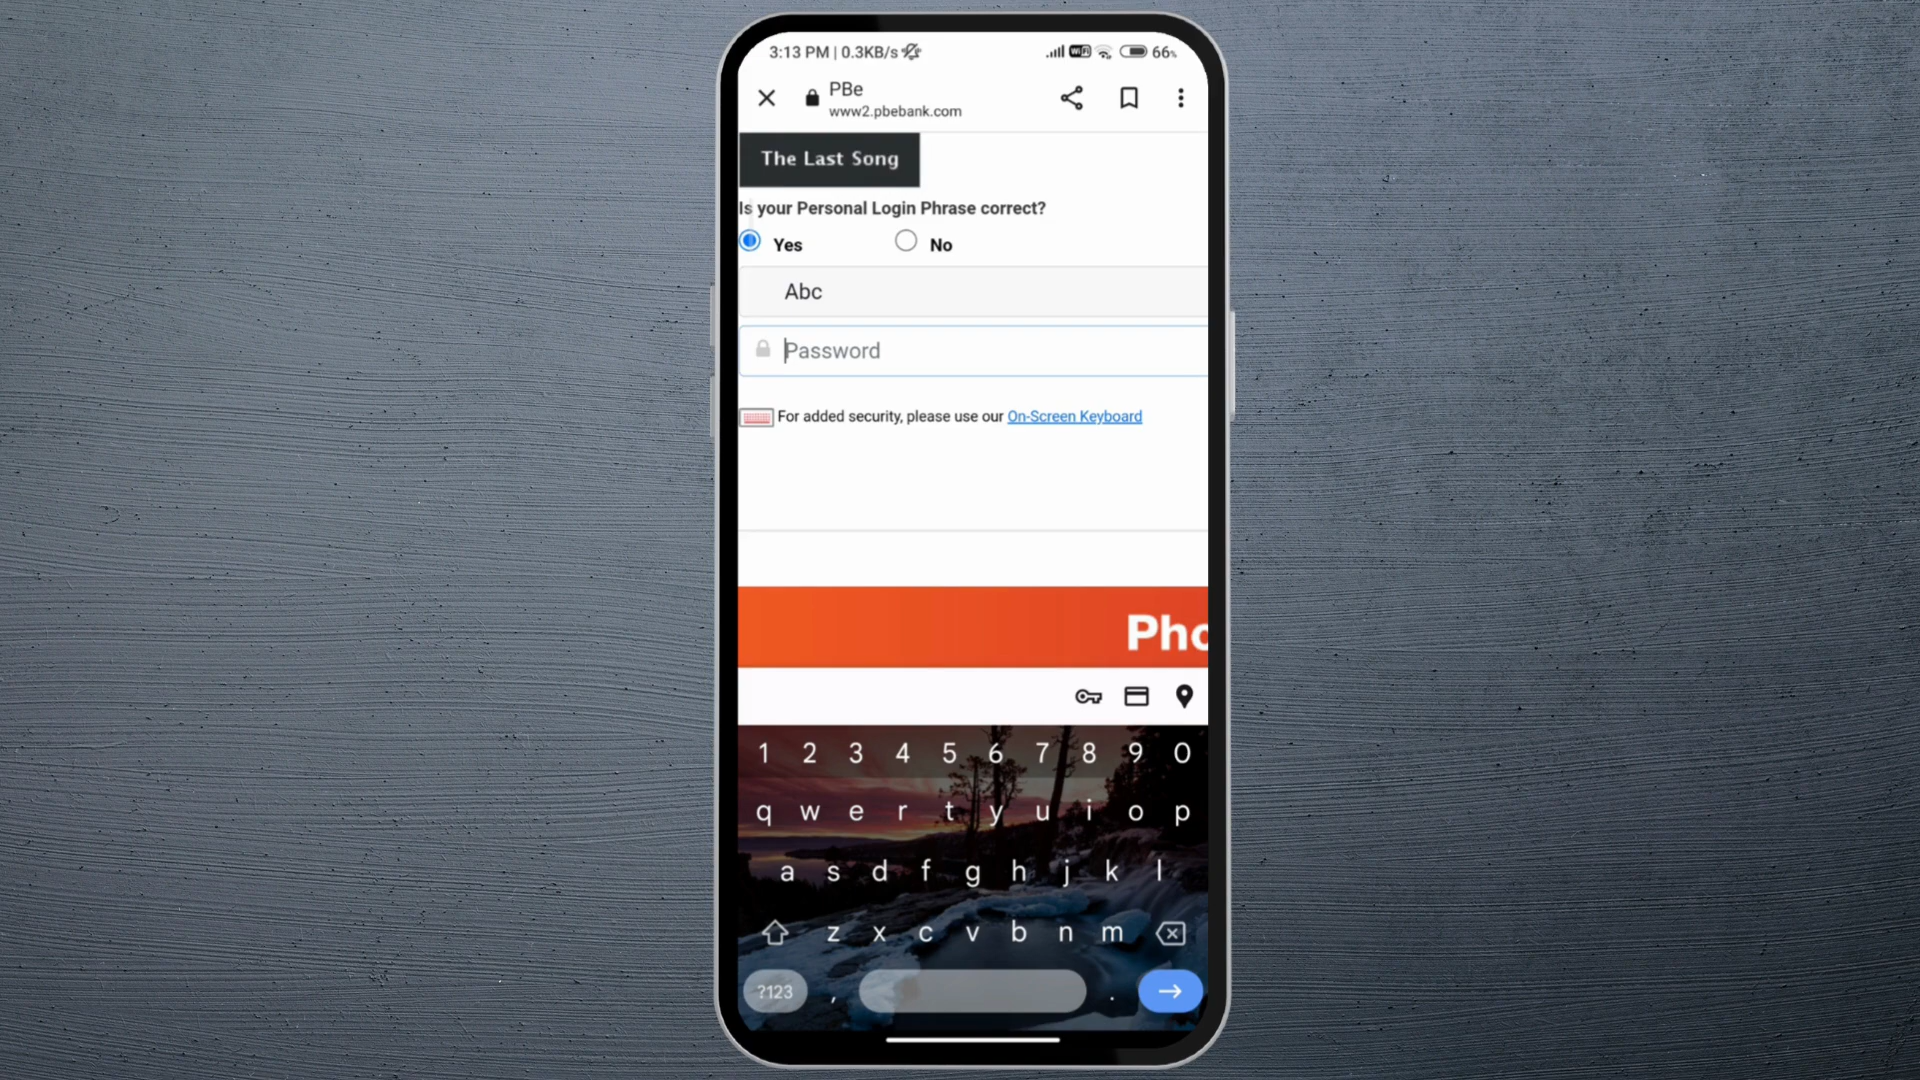 3:13 PM | 0.3KB/s
WiFi
66%
PBe
www2.pbebank.com
The Last Song
Is your Personal Login Phrase correct?
Yes No
Abc
Password
For added security, please use our On-Screen Keyboard
Pho
1 2 3 4 5 6 7 8 9 0
q w e r t y u i o p
a s d f g h j k l
z x c v b n m
?123 , .